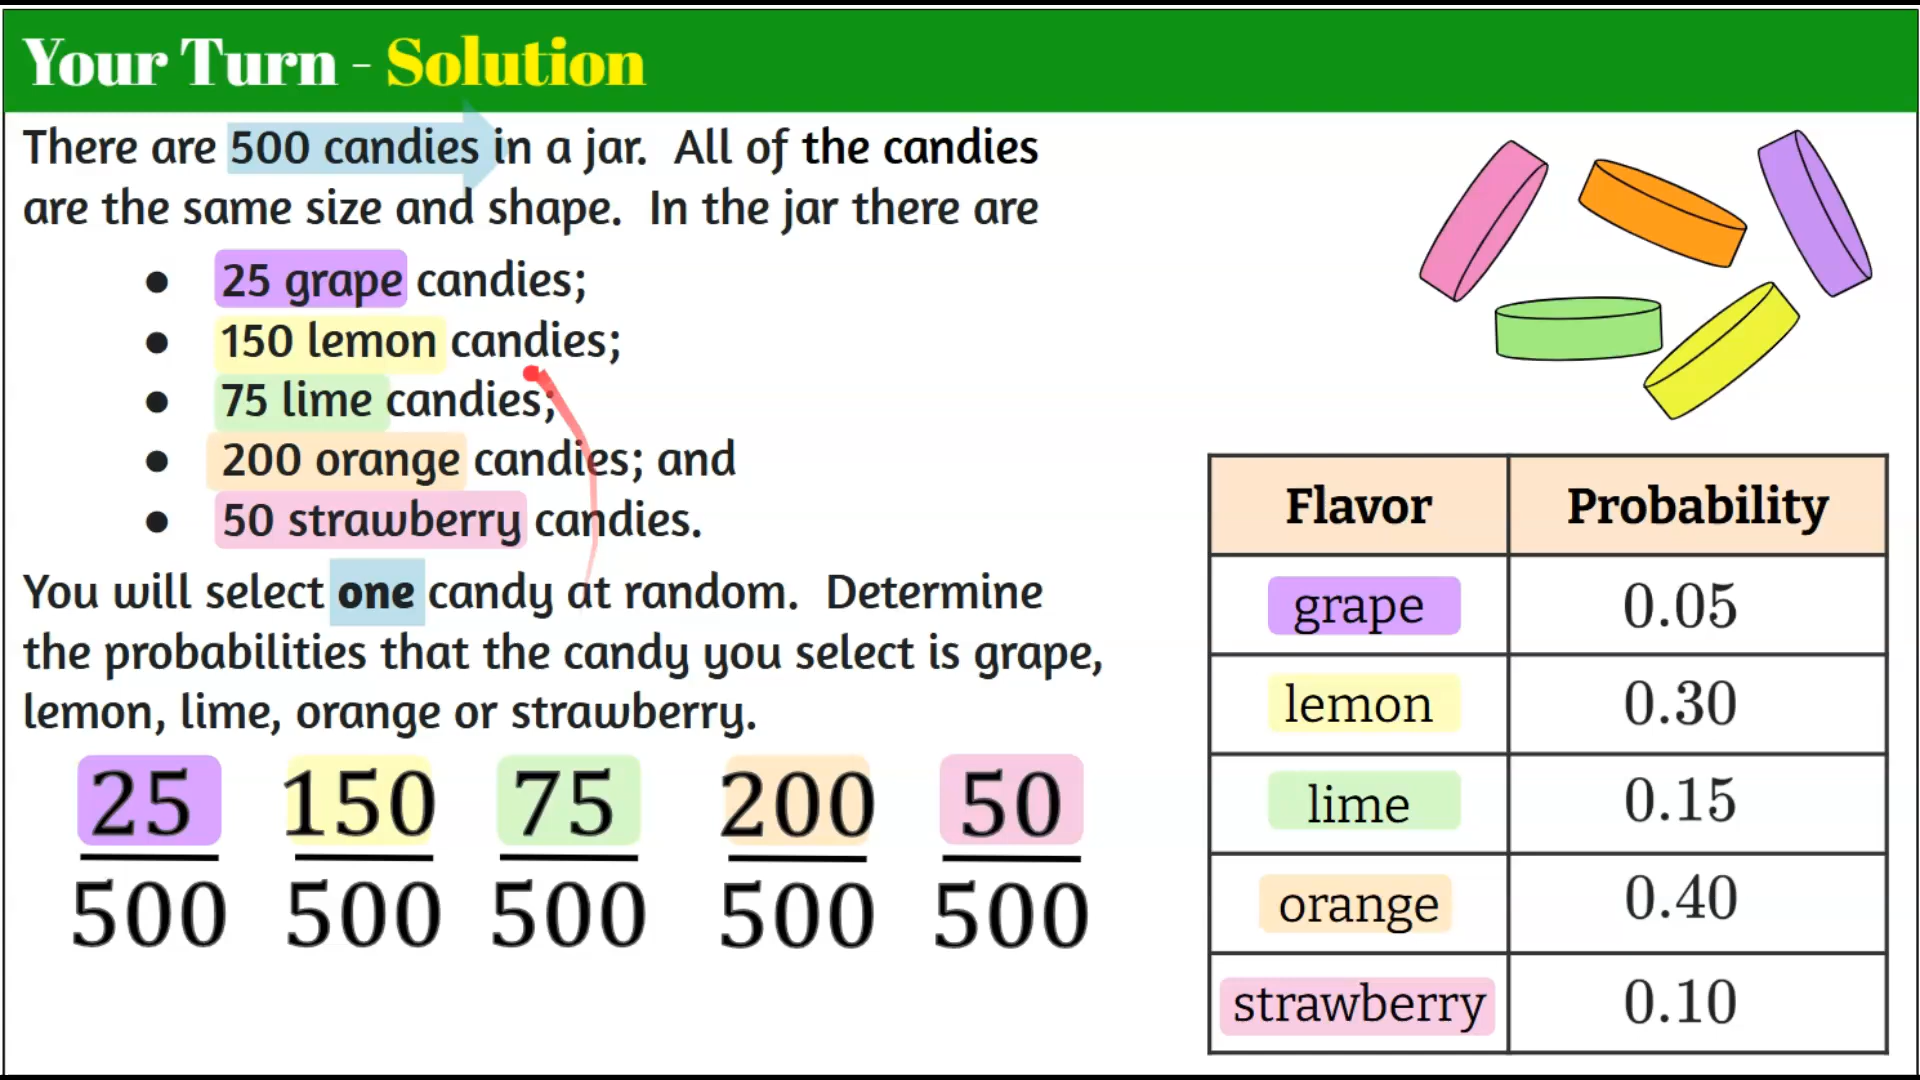 Your Turn - Solution
There are 500 candies in a jar. All of the candies
are the same size and shape. In the jar there are
● 25 grape candies;
● 150 lemon candies;
● 75 lime candies;
● 200 orange candies; and
● 50 strawberry candies.
You will select one candy at random. Determine
the probabilities that the candy you select is grape,
lemon, lime, orange or strawberry.
25 150 75 200 50
500 500 500 500 500
Flavor Probability
grape 0.05
lemon 0.30
lime 0.15
orange 0.40
strawberry 0.10